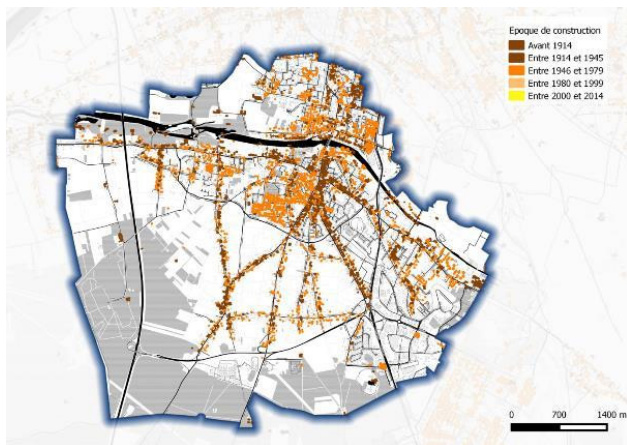 Epoque de construction
Avant 1914
Entre 1914 et 1945
Entre 1946 et 1979
Entre 1980 et 1999
Entre 2000 et 2014
0 700 1400 m